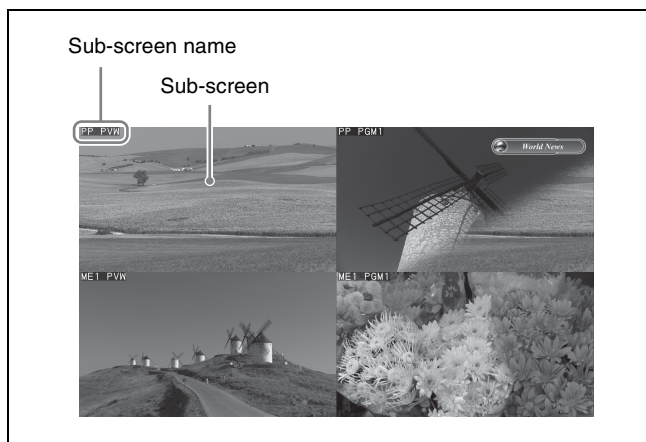 Sub-screen name
Sub-screen
PP PVW
PP PGM1
World News
ME1 PVW
ME1 PGM1